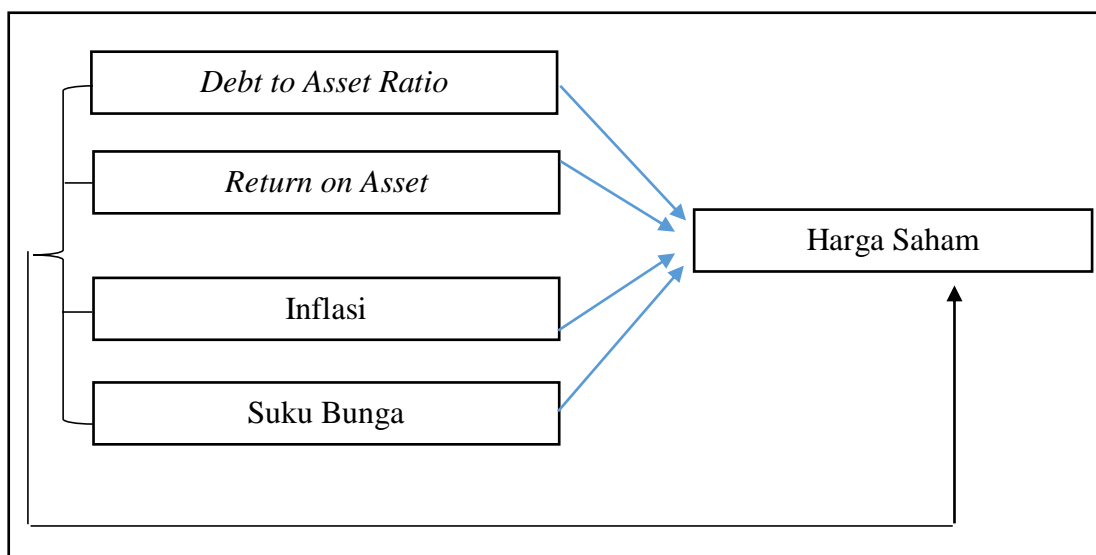 Debt to Asset Ratio
Return on Asset
Harga Saham
Inflasi
Suku Bunga